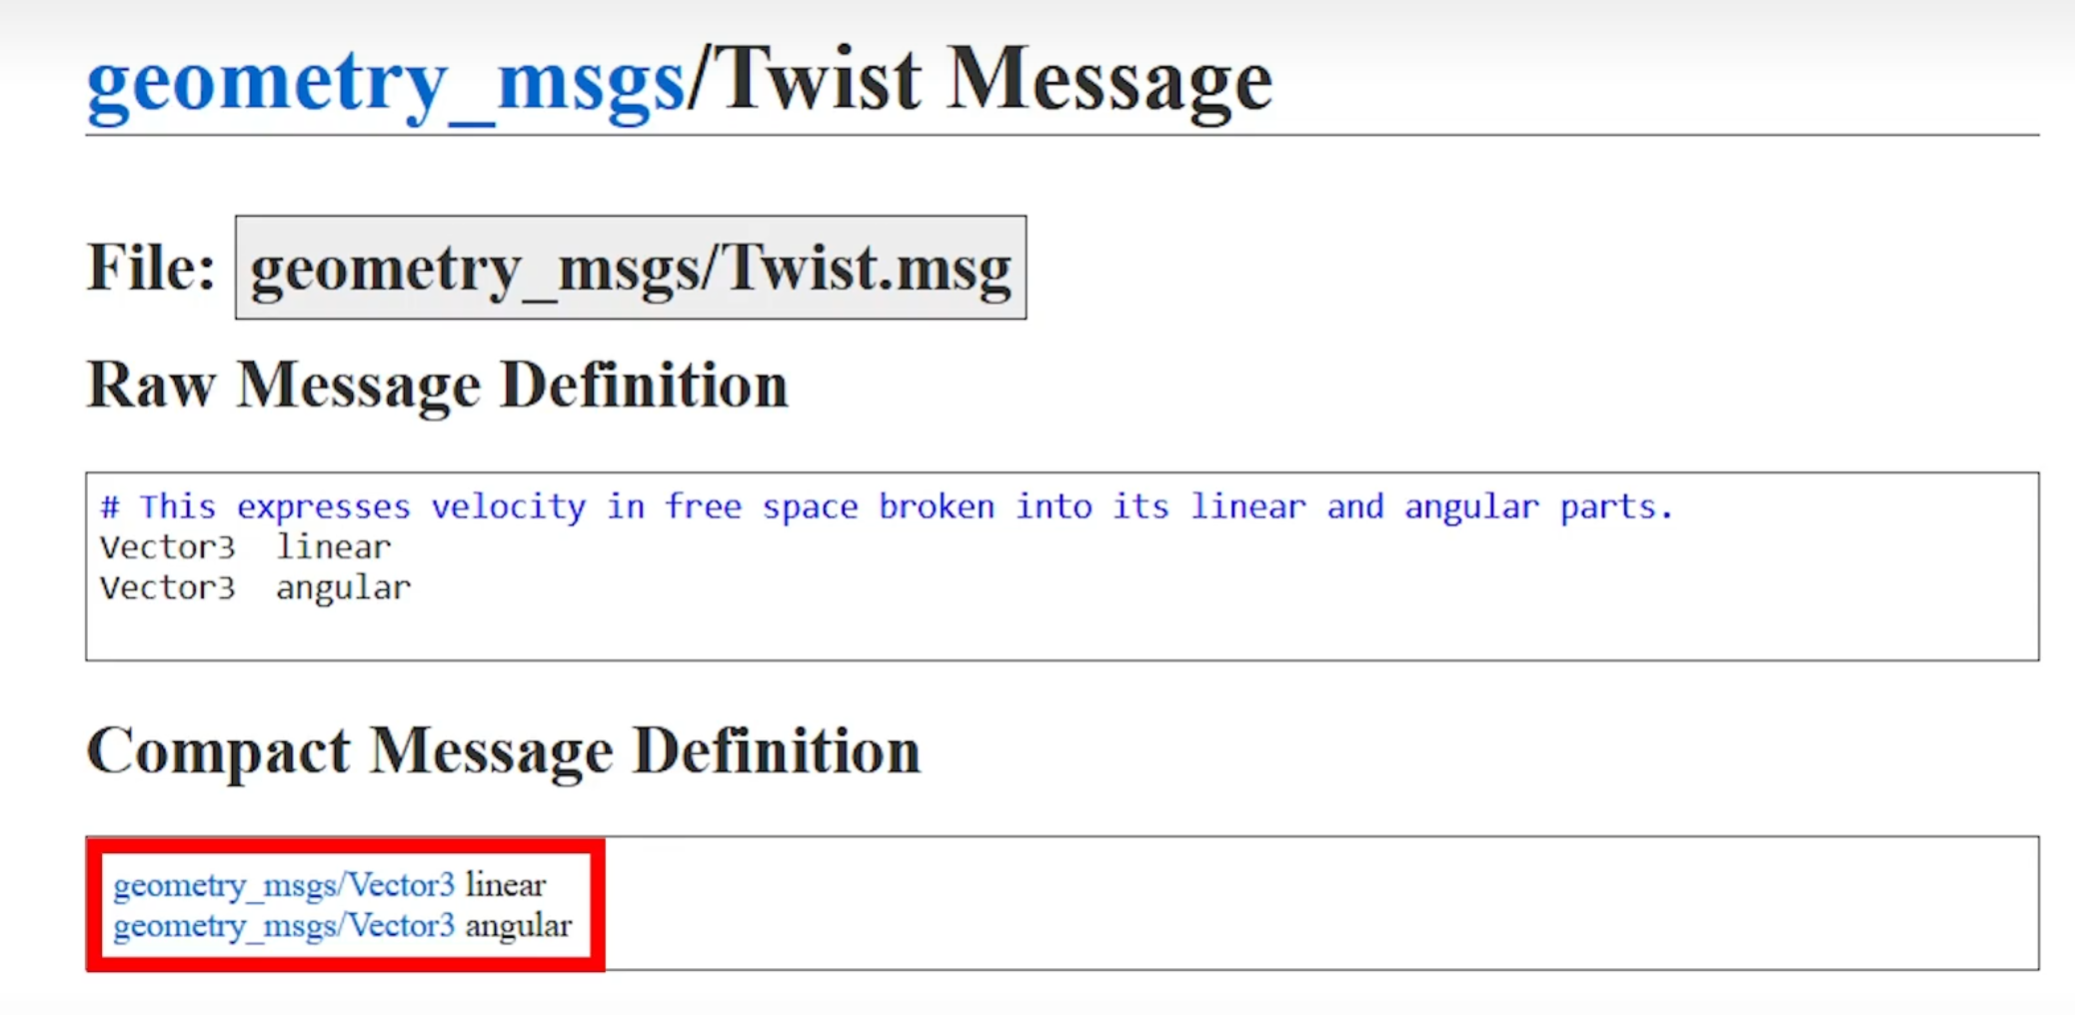 geometry_msgs/Twist Message
File: geometry_msgs/Twist.msg
Raw Message Definition
# This expresses velocity in free space broken into its linear and angular parts.
Vector3  linear
Vector3  angular
Compact Message Definition
geometry_msgs/Vector3 linear
geometry_msgs/Vector3 angular